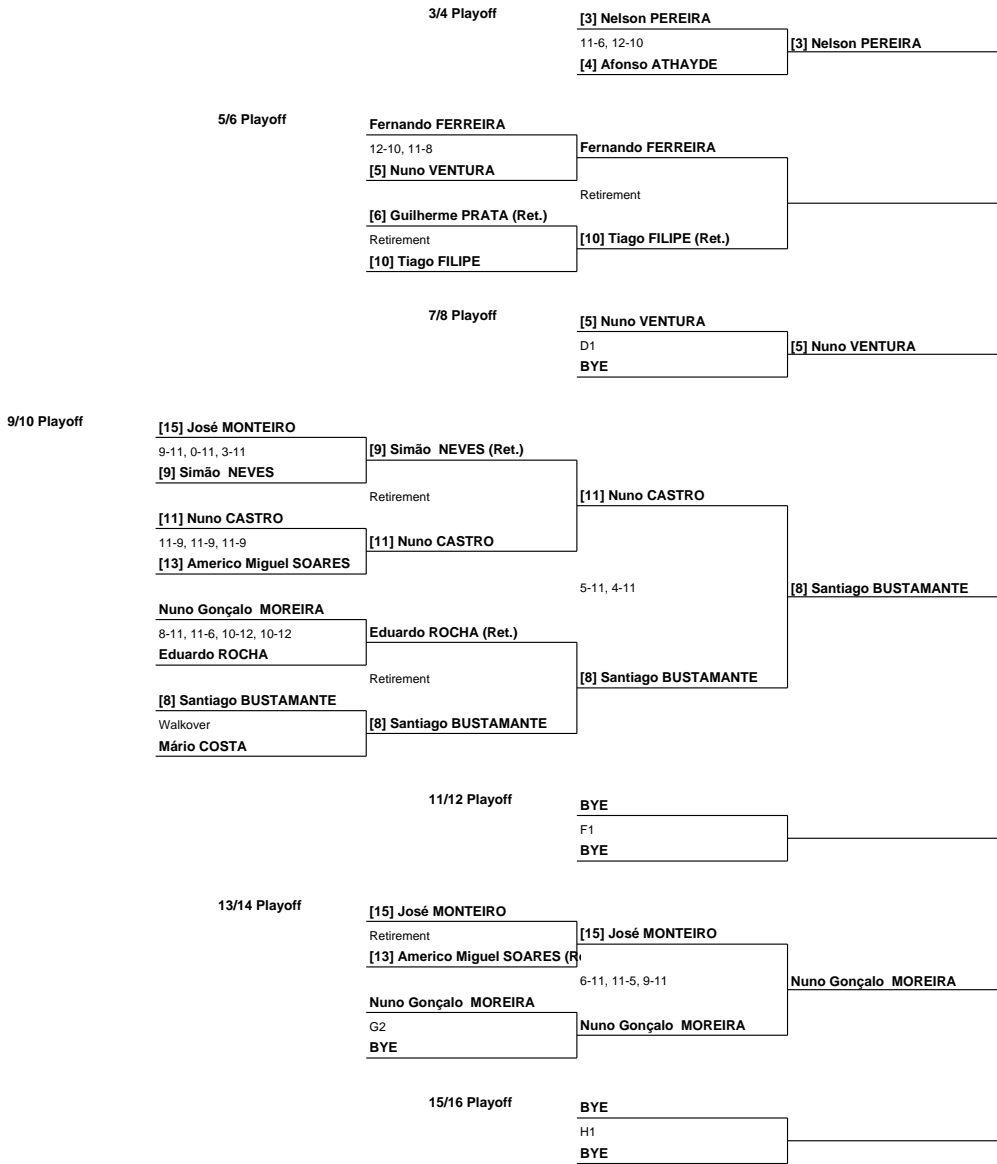 3/4 Playoff
[3] Nelson PEREIRA
11-6, 12-10
[3] Nelson PEREIRA
[4] Afonso ATHAYDE
5/6 Playoff
Fernando FERREIRA
12-10, 11-8
Fernando FERREIRA
[5] Nuno VENTURA
Retirement
[6] Guilherme PRATA (Ret.)
Retirement
[10] Tiago FILIPE (Ret.)
[10] Tiago FILIPE
7/8 Playoff
[5] Nuno VENTURA
D1
[5] Nuno VENTURA
BYE
9/10 Playoff
[15] José MONTEIRO
9-11, 0-11, 3-11
[9] Simão NEVES (Ret.)
[9] Simão NEVES
Retirement
[11] Nuno CASTRO
[11] Nuno CASTRO
11-9, 11-9, 11-9
[11] Nuno CASTRO
[13] Americo Miguel SOARES
5-11, 4-11
[8] Santiago BUSTAMANTE
Nuno Gonçalo MOREIRA
8-11, 11-6, 10-12, 10-12
Eduardo ROCHA (Ret.)
Eduardo ROCHA
Retirement
[8] Santiago BUSTAMANTE
[8] Santiago BUSTAMANTE
Walkover
[8] Santiago BUSTAMANTE
Mário COSTA
11/12 Playoff
BYE
F1
BYE
13/14 Playoff
[15] José MONTEIRO
Retirement
[15] José MONTEIRO
[13] Americo Miguel SOARES (R
6-11, 11-5, 9-11
Nuno Gonçalo MOREIRA
Nuno Gonçalo MOREIRA
G2
Nuno Gonçalo MOREIRA
BYE
15/16 Playoff
BYE
H1
BYE